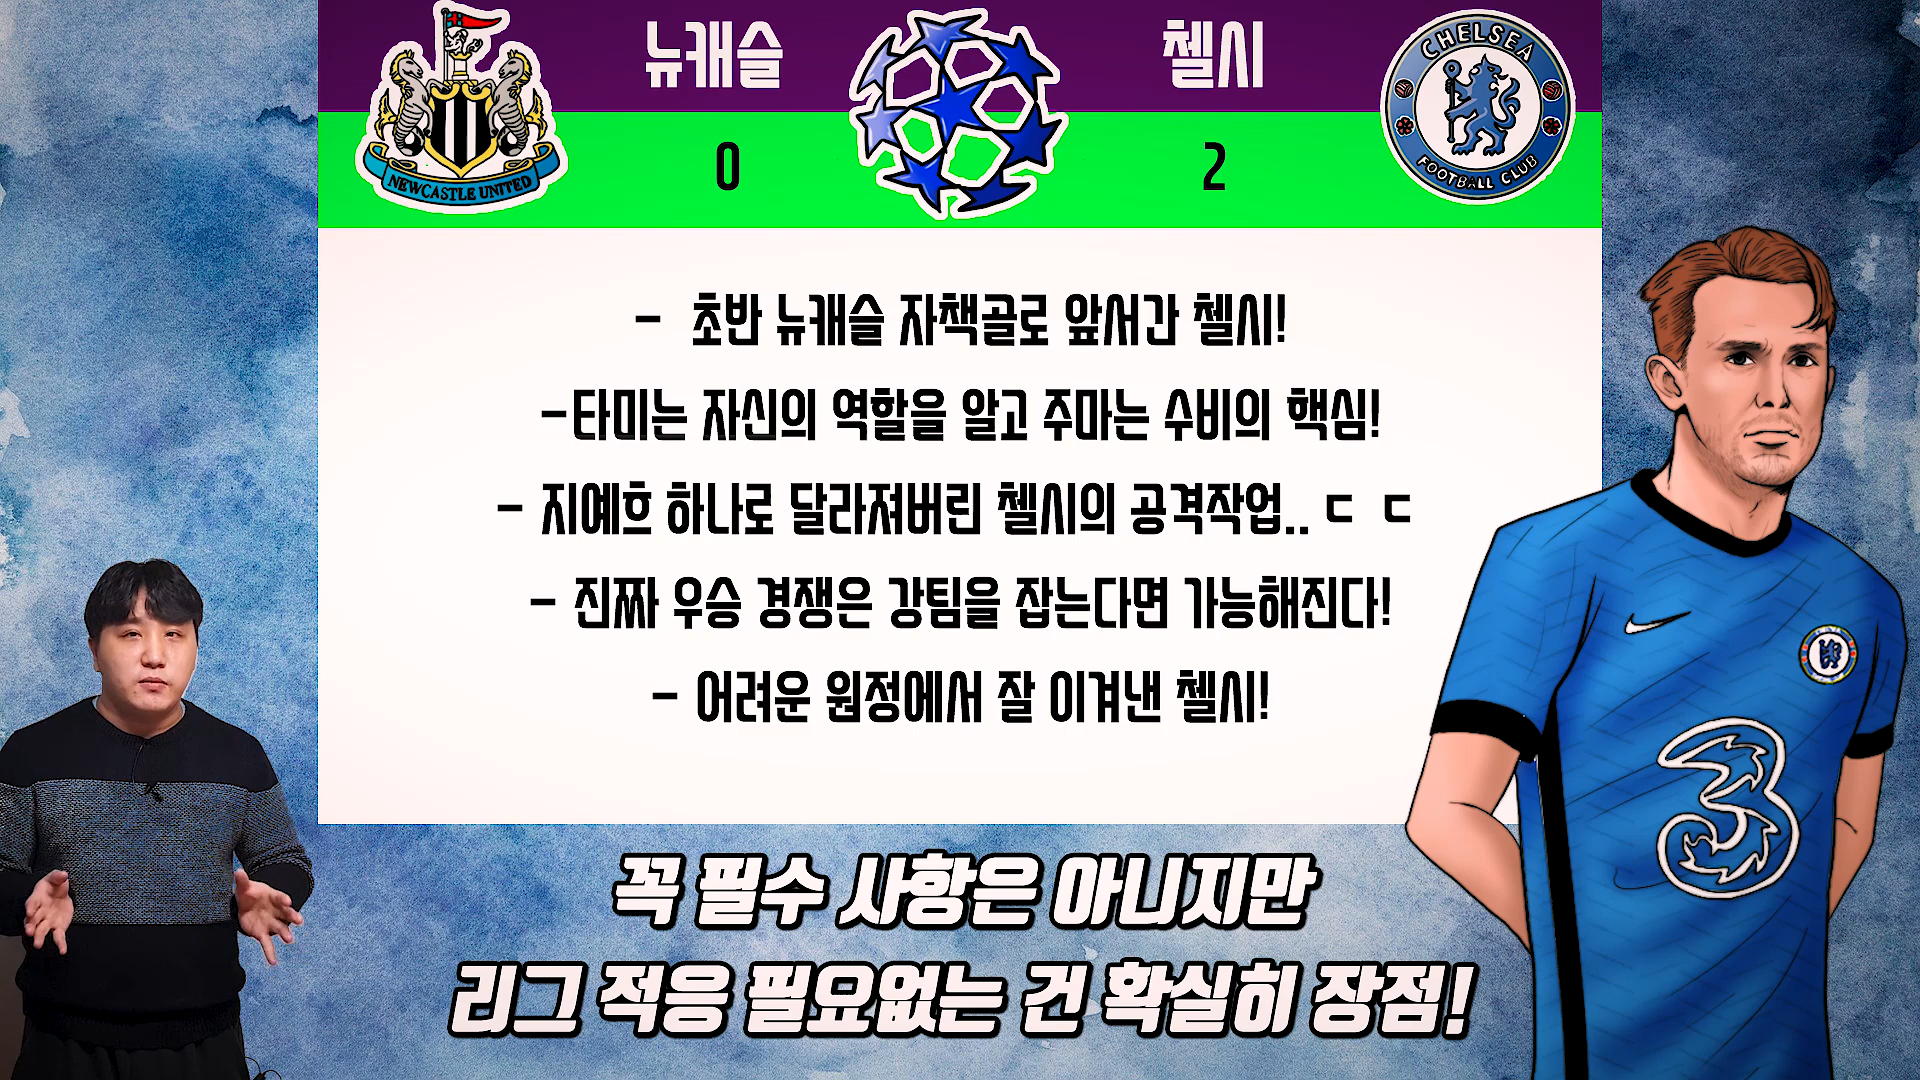 뉴캐슬
첼시
0
2
NEWCASTLE UNITED
CHELSEA
FOOTBALL CLUB
- 초반 뉴캐슬 자책골로 앞서간 첼시!
-타미는 자신의 역할을 알고 주마는 수비의 핵심!
- 지예흐 하나로 달라져버린 첼시의 공격작업.. ㄷ ㄷ
- 진짜 우승 경쟁은 강팀을 잡는다면 가능해진다!
- 어려운 원정에서 잘 이겨낸 첼시!
3
꼭 필수 사항은 아니지만
리그 적응 필요없는 건 확실히 장점!